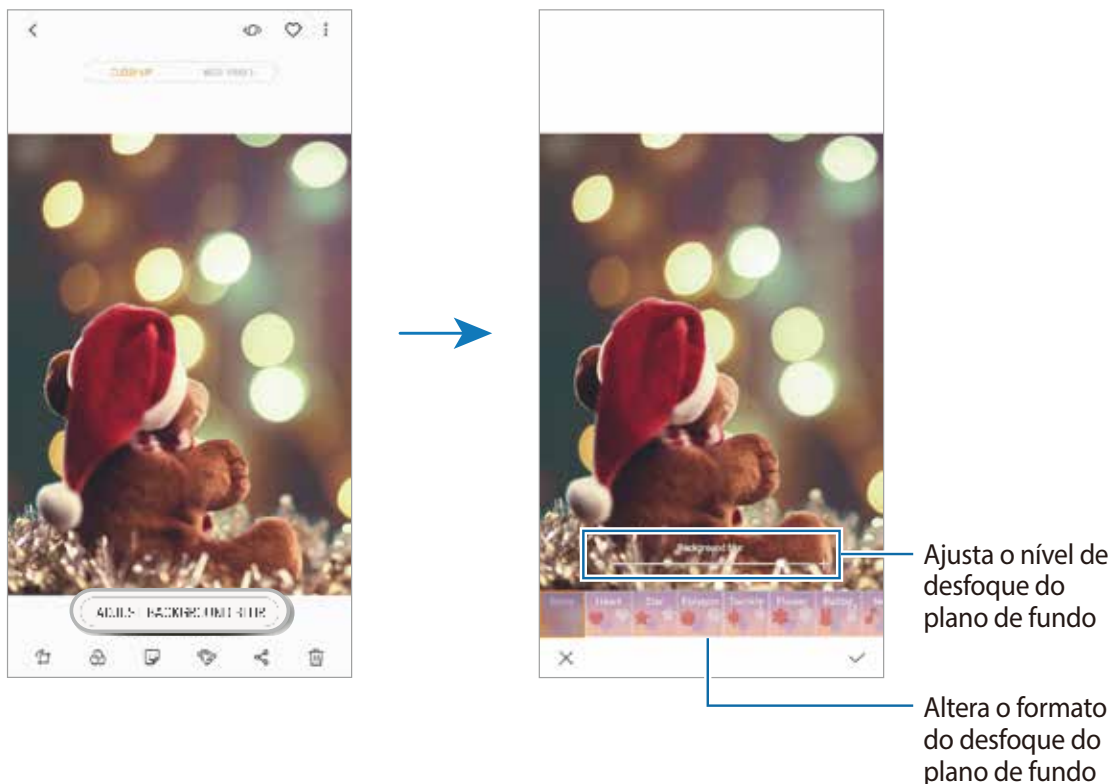 CLOSE-UP
ADJUST BACKGROUND BLUR
Background blur
Heart Star
Flower
Ajusta o nível de
desfoque do
plano de fundo
Altera o formato
do desfoque do
plano de fundo